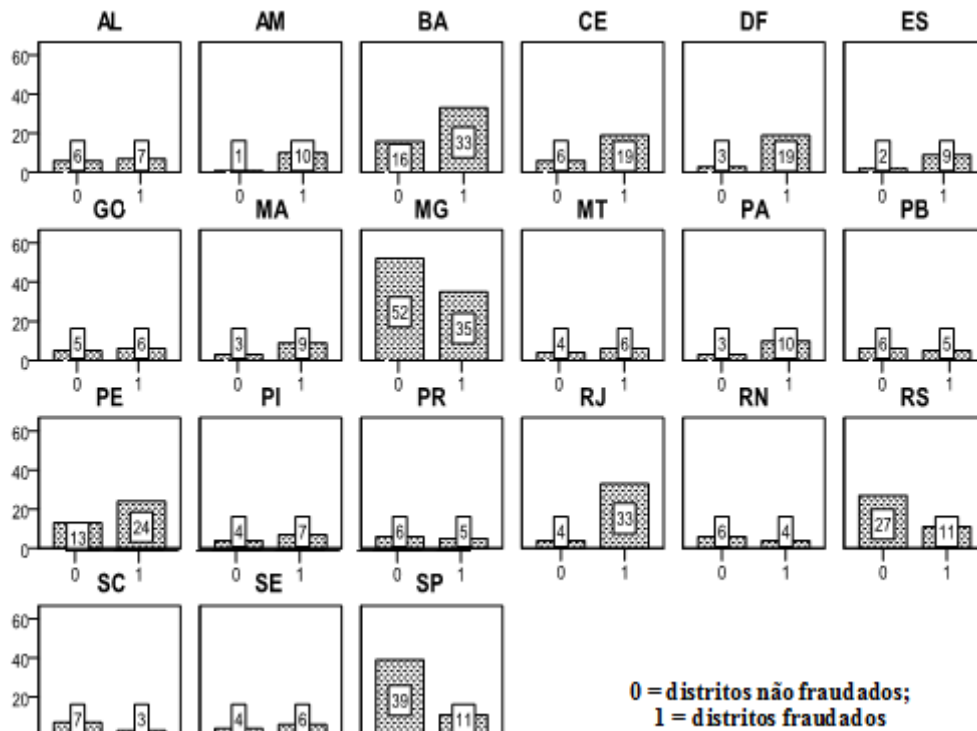 AL AM BA CE DF ES
60
40
20
0
6 7 1 10 16 33 6 19 3 19 2 9
0 1 0 1 0 1 0 1 0 1 0 1
GO MA MG MT PA PB
60
40
20
0
5 6 3 9 52 35 4 6 3 10 6 5
0 1 0 1 0 1 0 1 0 1 0 1
PE PI PR RJ RN RS
60
40
20
0
13 24 4 7 6 5 4 33 6 4 27 11
0 1 0 1 0 1 0 1 0 1 0 1
SC SE SP
60
40
20
7 3 4 6 39 11
0 = distritos não fraudados;
1 = distritos fraudados